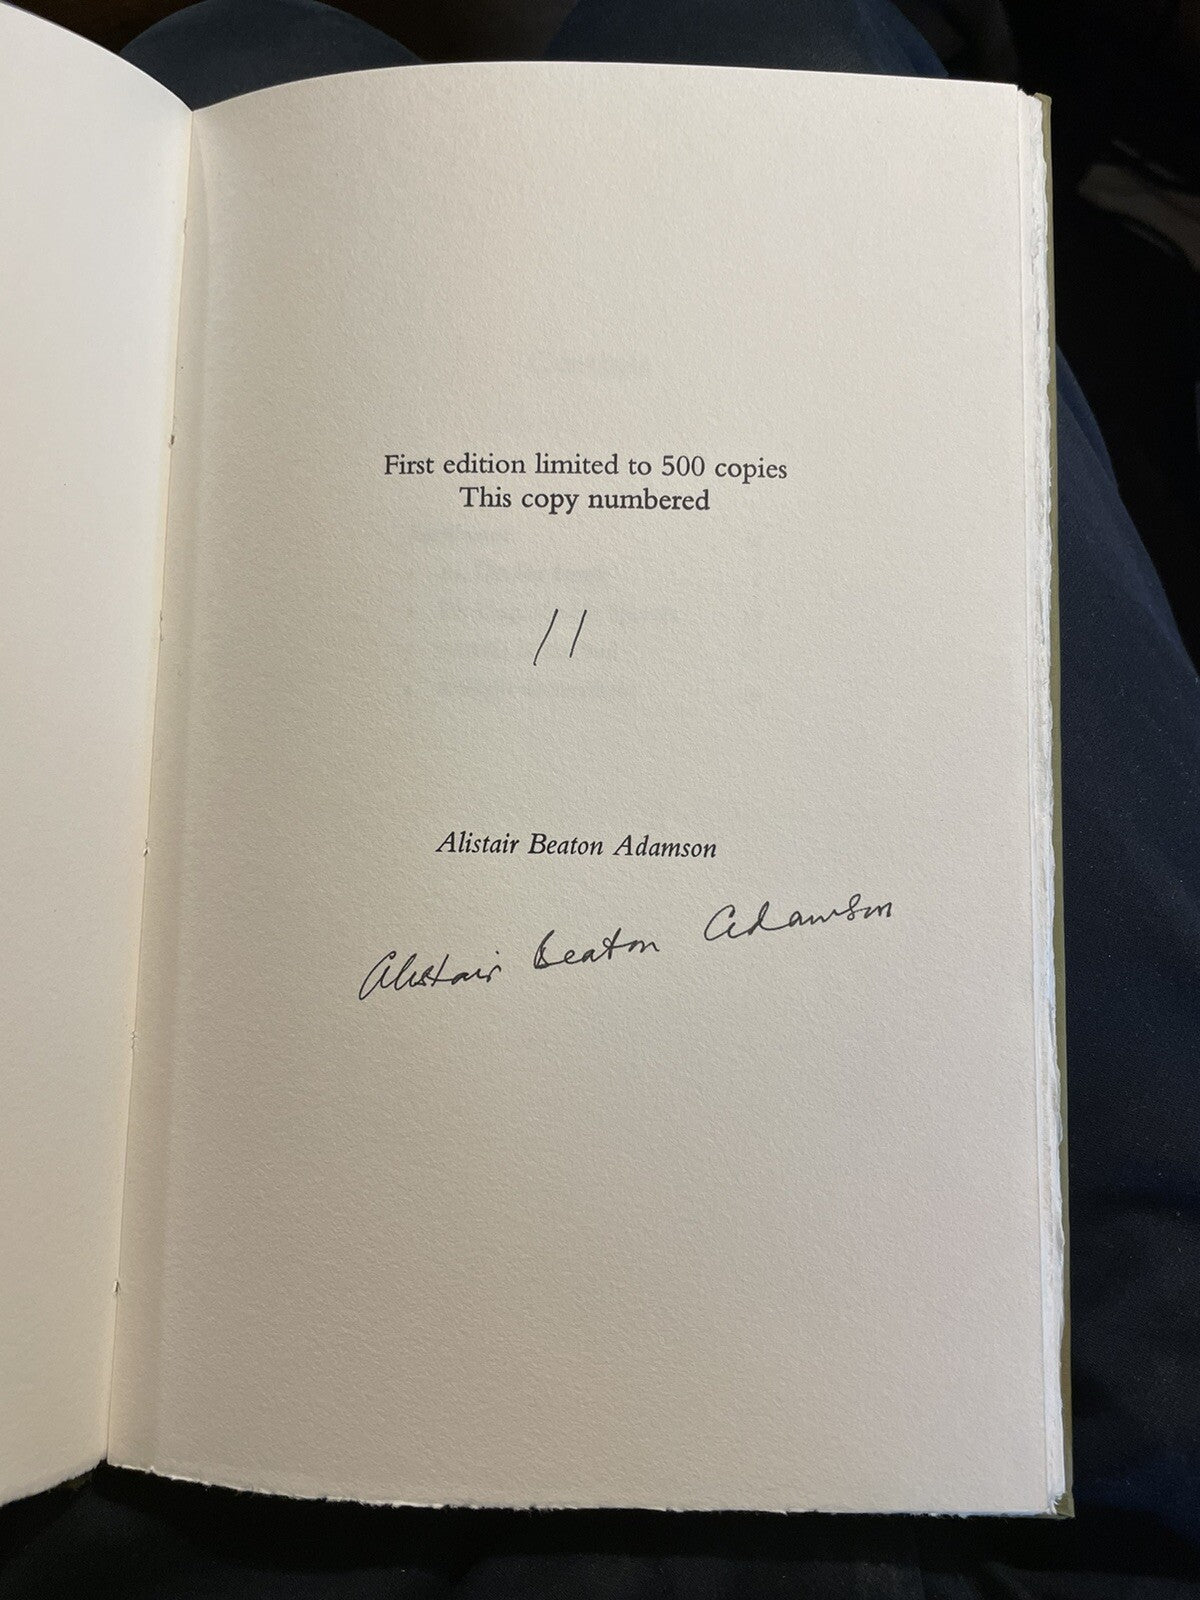 First edition limited to 500 copies
This copy numbered
11
Alistair Beaton Adamson
Alistair Beaton Adamson